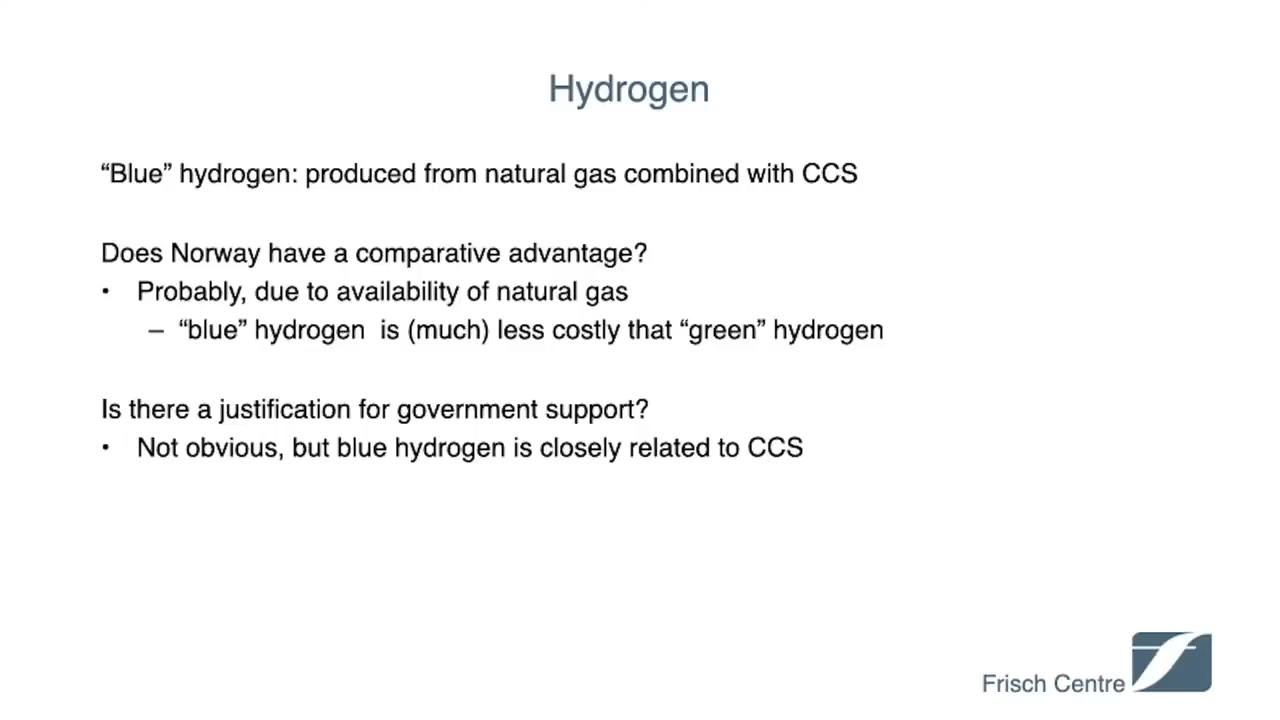 Hydrogen
“Blue” hydrogen: produced from natural gas combined with CCS
Does Norway have a comparative advantage?
• Probably, due to availability of natural gas
– “blue” hydrogen  is (much) less costly that “green” hydrogen
Is there a justification for government support?
• Not obvious, but blue hydrogen is closely related to CCS
Frisch Centre